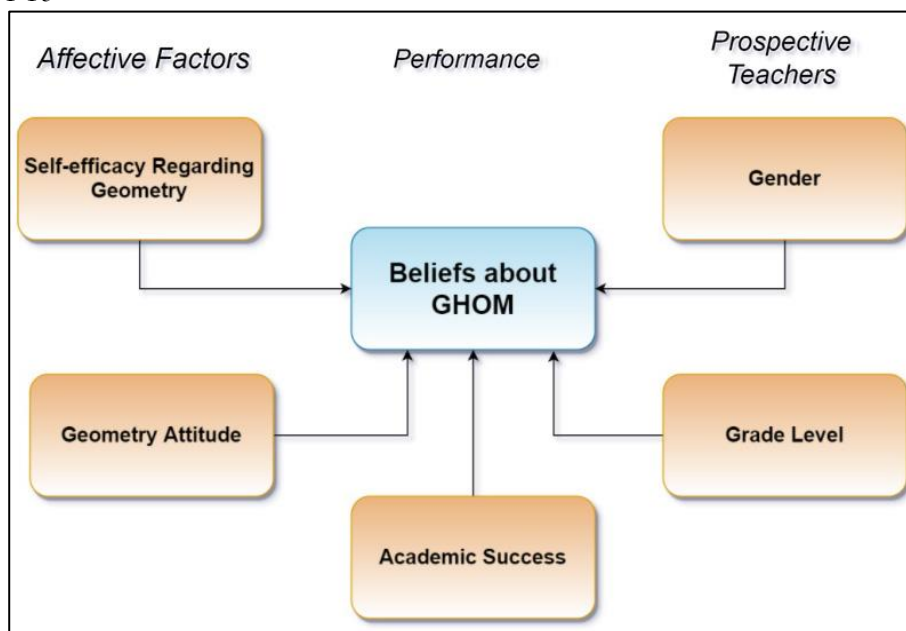 Affective Factors
Performance
Prospective
Teachers
Self-efficacy Regarding
Geometry
Gender
Beliefs about
GHOM
Geometry Attitude
Grade Level
Academic Success